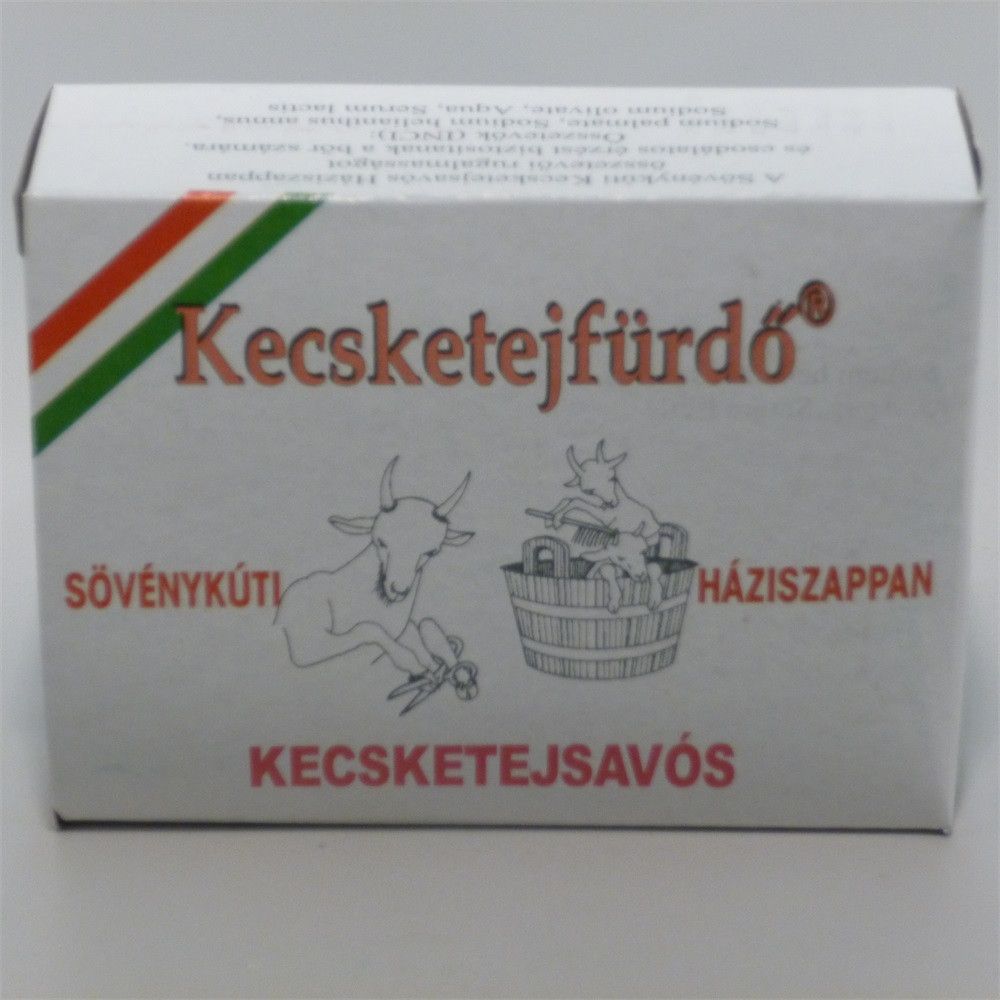 A Sövénykúti Kecsketejsavós Háziszappan
összetevői rugalmasságot
és csodálatos érzést biztosítanak a bőr számára.
Összetevők (INCI):
Sodium palmate, Sodium helianthus annus,
Sodium olivate, Aqua, Serum lactis
Kecsketejfürdő®
SÖVÉNYKÚTI
HÁZISZAPPAN
KECSKETEJSAVÓS